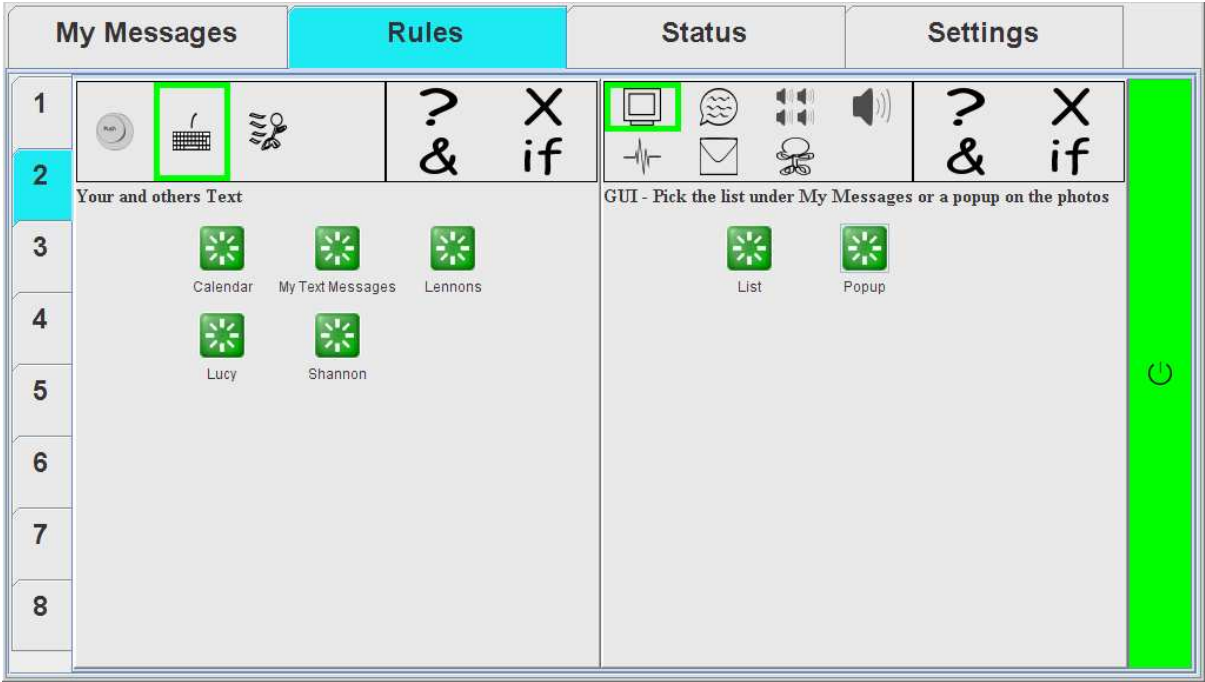 My Messages
Rules
Status
Settings
1
2
3
4
5
6
7
8
Push
? X
& if
Your and others Text
Calendar
My Text Messages
Lennons
Lucy
Shannon
? X
& if
GUI - Pick the list under My Messages or a popup on the photos
List
Popup